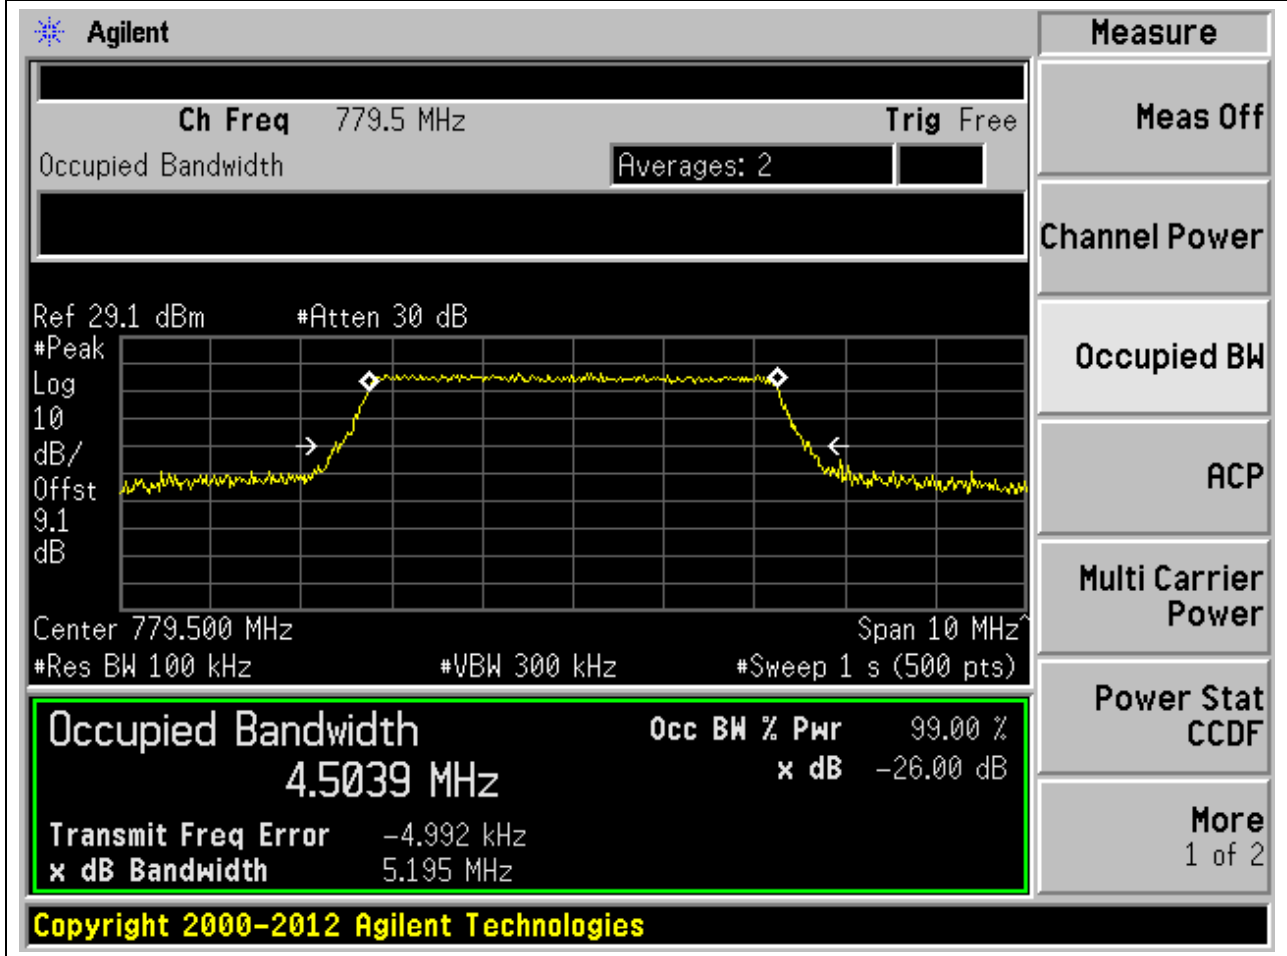 Agilent
Measure
Ch Freq 779.5 MHz Trig Free
Occupied Bandwidth Averages: 2
Meas Off
Channel Power
Occupied BW
ACP
Multi Carrier
Power
Power Stat
CCDF
More
1 of 2
Ref 29.1 dBm #Atten 30 dB
#Peak
Log
10
dB/
Offst
9.1
dB
Center 779.500 MHz Span 10 MHz^
#Res BW 100 kHz #VBW 300 kHz #Sweep 1 s (500 pts)
Occupied Bandwidth Occ BW % Pwr 99.00 %
4.5039 MHz x dB -26.00 dB
Transmit Freq Error -4.992 kHz
x dB Bandwidth 5.195 MHz
Copyright 2000-2012 Agilent Technologies